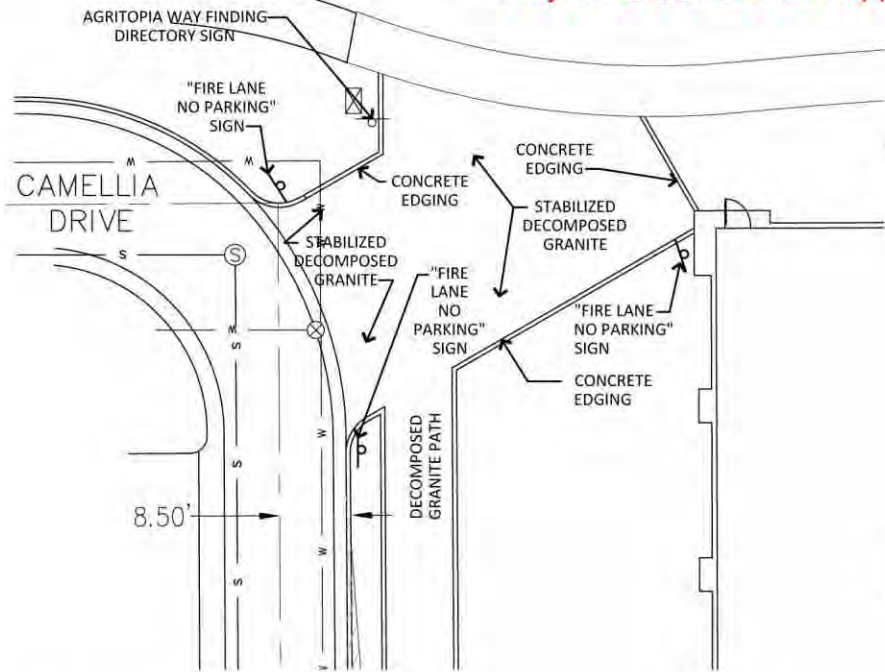 AGRITOPIA WAY FINDING
DIRECTORY SIGN
"FIRE LANE
NO PARKING"
SIGN
W
W
CAMELLIA
DRIVE
CONCRETE
EDGING
CONCRETE
EDGING
STABILIZED
DECOMPOSED
GRANITE
S
S
STABILIZED
DECOMPOSED
GRANITE
"FIRE
LANE
NO
PARKING"
SIGN
"FIRE LANE
NO PARKING"
SIGN
W
S
S
CONCRETE
EDGING
DECOMPOSED
GRANITE PATH
W
S
8.50'
S
W
S
W